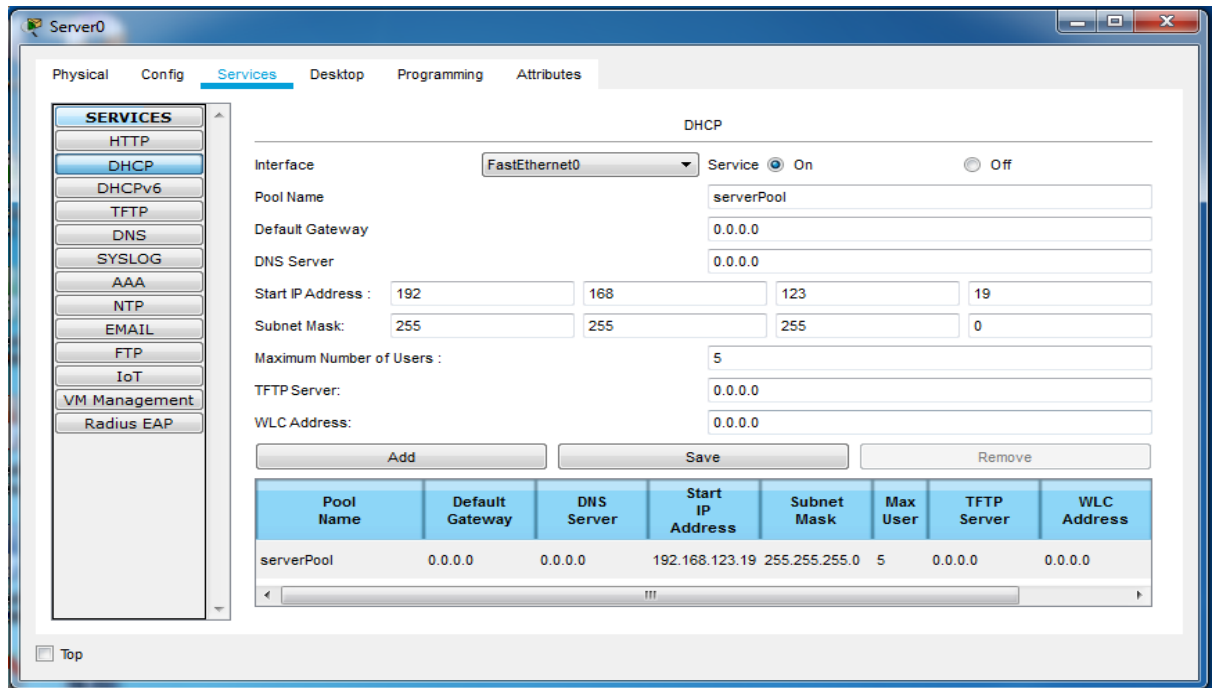 Server0
Physical Config Services Desktop Programming Attributes
SERVICES
HTTP
DHCP
DHCPv6
TFTP
DNS
SYSLOG
AAA
NTP
EMAIL
FTP
IoT
VM Management
Radius EAP
DHCP
Interface FastEthernet0 Service On Off
Pool Name serverPool
Default Gateway 0.0.0.0
DNS Server 0.0.0.0
Start IP Address : 192 168 123 19
Subnet Mask: 255 255 255 0
Maximum Number of Users : 5
TFTP Server: 0.0.0.0
WLC Address: 0.0.0.0
Add Save Remove
Pool Name Default Gateway DNS Server Start IP Address Subnet Mask Max User TFTP Server WLC Address
serverPool 0.0.0.0 0.0.0.0 192.168.123.19 255.255.255.0 5 0.0.0.0 0.0.0.0
Top